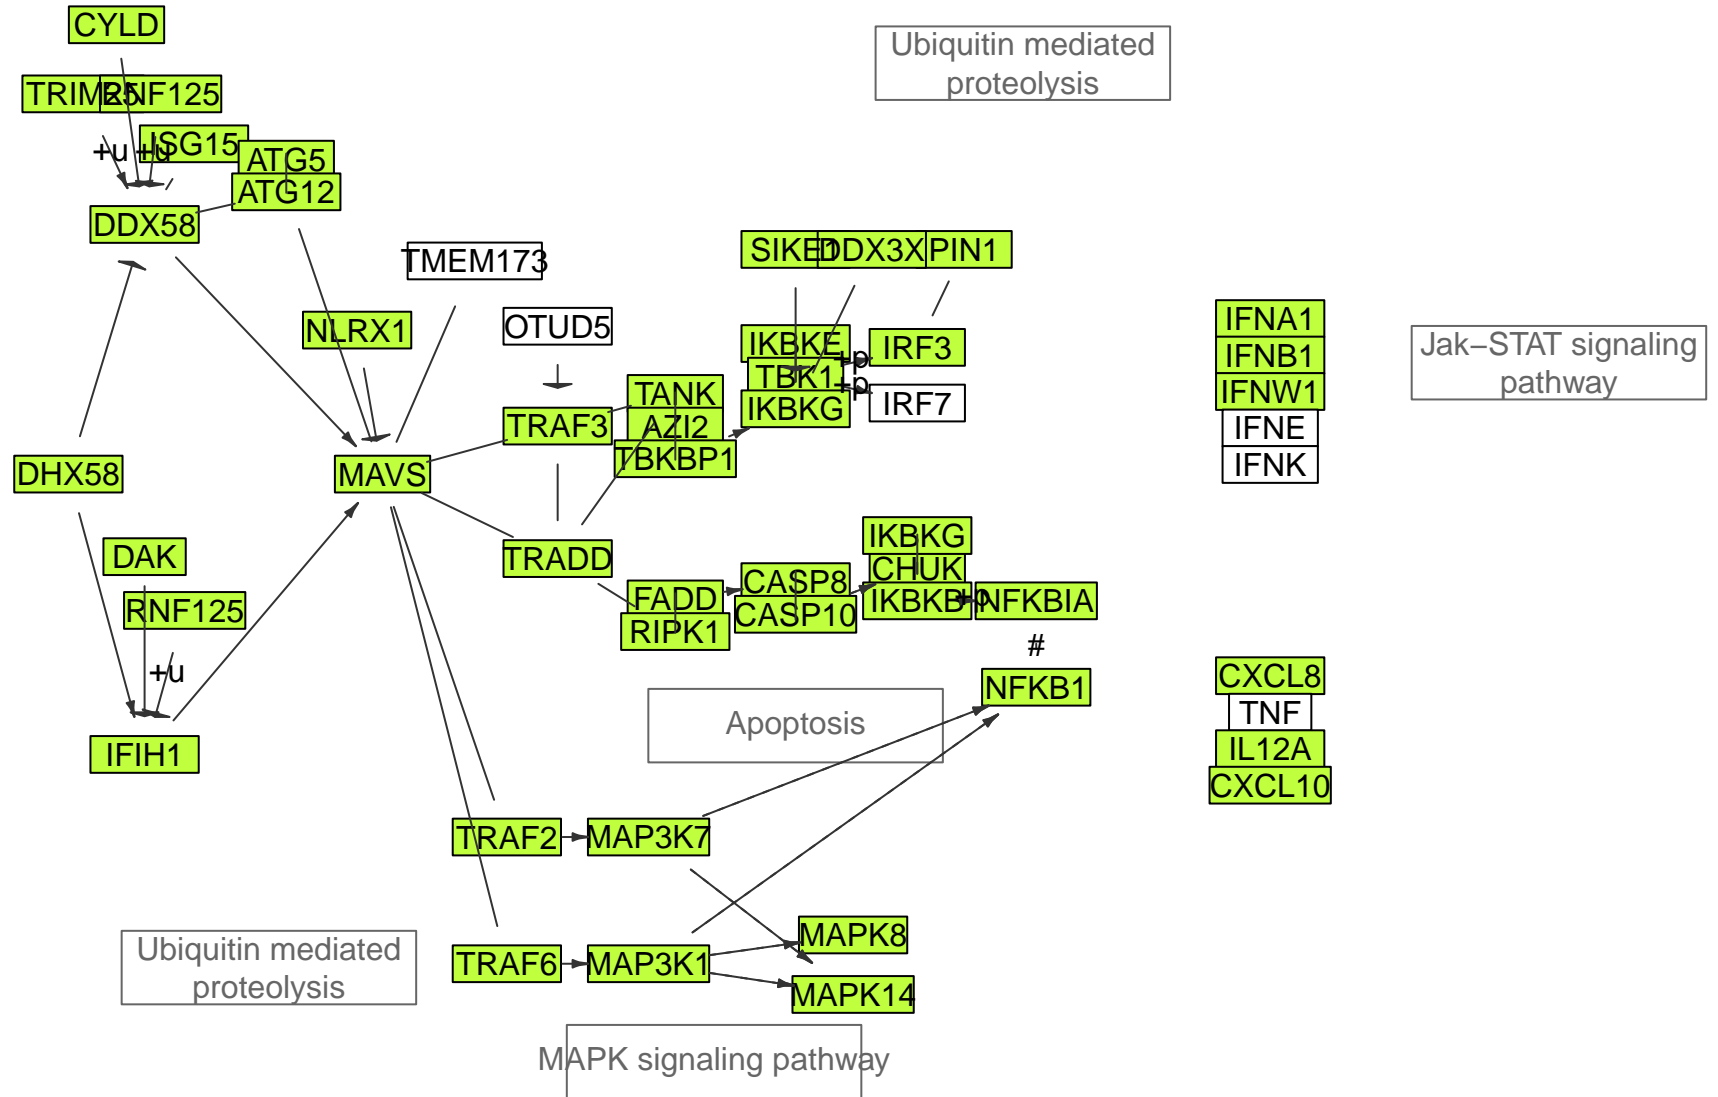 CYLD
Ubiquitin mediated
proteolysis
TRIM25
RNF125
ISG15
+u
+u
ATG5
ATG12
DDX58
TMEM173
SIKE1
DDX3X
PIN1
NLRX1
OTUD5
IKBKE
TBK1
IKBKG
+p
+p
IRF3
IRF7
IFNA1
IFNB1
IFNW1
IFNE
IFNK
Jak−STAT signaling
pathway
TANK
AZI2
TBKBP1
TRAF3
DHX58
MAVS
DAK
RNF125
+u
TRADD
FADD
RIPK1
CASP8
CASP10
IKBKG
CHUK
IKBKB
+p
NFKBIA
#
NFKB1
CXCL8
TNF
IL12A
CXCL10
Apoptosis
IFIH1
TRAF2
MAP3K7
MAPK8
TRAF6
MAP3K1
MAPK14
Ubiquitin mediated
proteolysis
MAPK signaling pathway